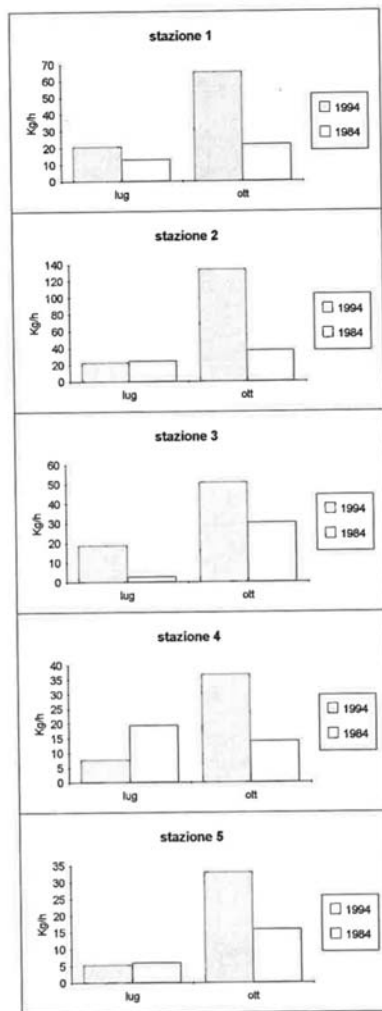 stazione 1
70
60
50
40
30
20
10
0
Kg/h
lug
ott
1994
1984
stazione 2
140
120
100
80
60
40
20
0
Kg/h
lug
ott
1994
1984
stazione 3
60
50
40
30
20
10
0
Kg/h
lug
ott
1994
1984
stazione 4
40
35
30
25
20
15
10
5
0
Kg/h
lug
ott
1994
1984
stazione 5
35
30
25
20
15
10
5
0
Kg/h
lug
ott
1994
1984